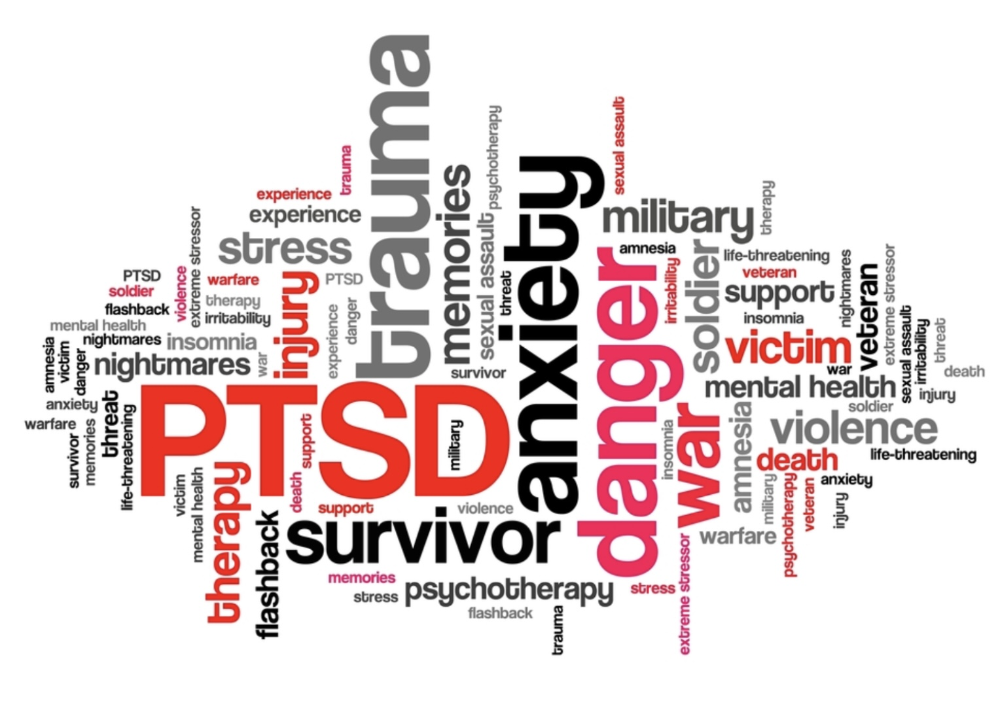 trauma
psychotherapy
sexual assault
trauma
experience
experience
memories
anxiety
military
therapy
extreme stressor
stress
sexual assault
amnesia
life-threatening
PTSD
soldier
violence
warfare
injury
PTSD
threat
danger
irritability
soldier
veteran
support
nightmares
veteran
extreme stressor
flashback
therapy
irritability
mental health
nightmares
insomnia
experience
danger
insomnia
victim
sexual assault
irritability
threat
amnesia
victim
danger
nightmares
war
survivor
war
death
mental health
injury
anxiety
threat
life-threatening
PTSD
support
military
soldier
warfare
survivor
memories
insomnia
war
amnesia
violence
death
life-threatening
victim
mental health
therapy
death
support
violence
military
psychotherapy
veteran
anxiety
injury
flashback
survivor
warfare
memories
stress
psychotherapy
stress
extreme stressor
flashback
trauma